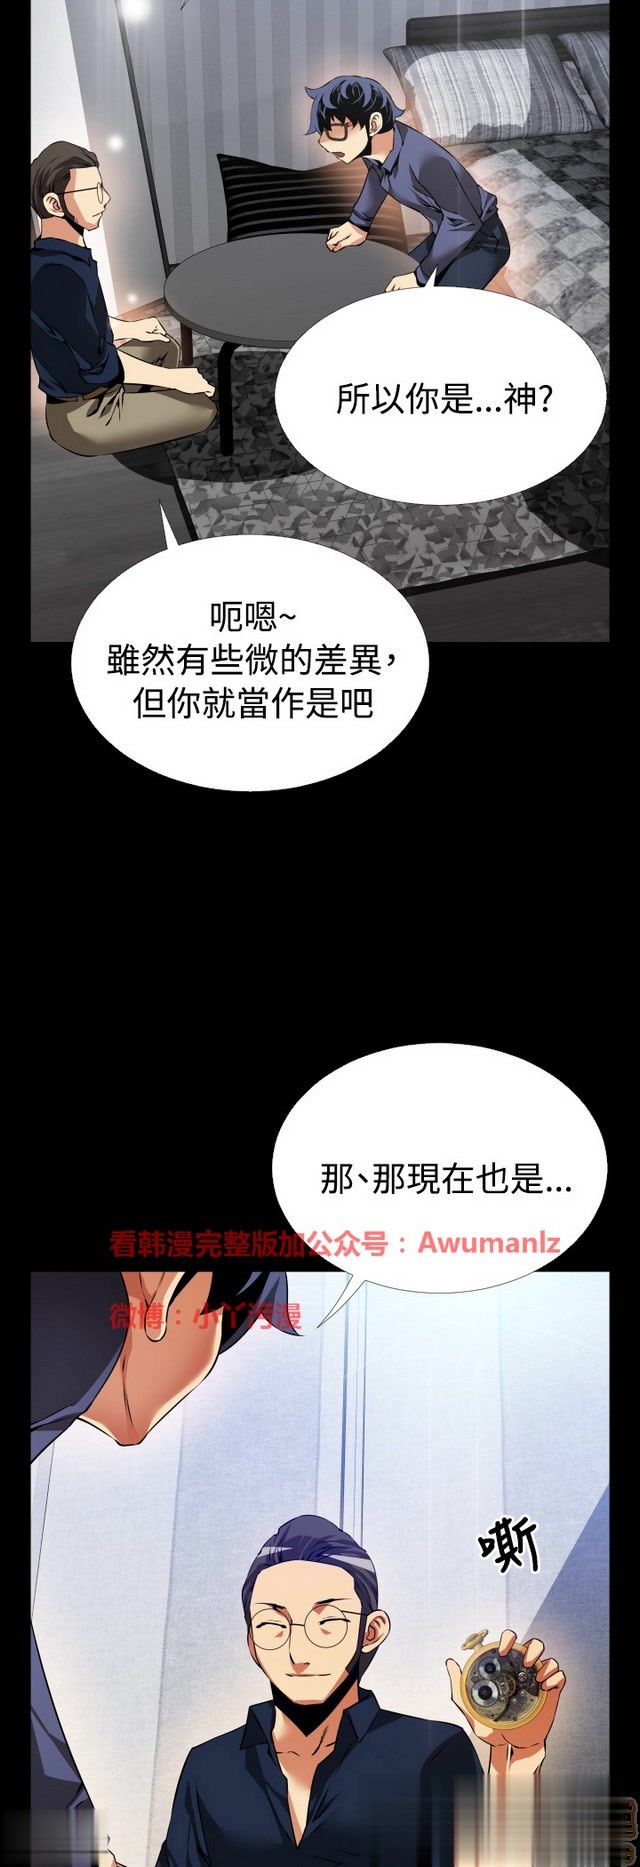 所以你是...神?
呃嗯~
雖然有些微的差異，
但你就當作是吧
那、那現在也是...
看韩漫完整版加公众号：Awumanlz
微博：小丫污漫
嘶